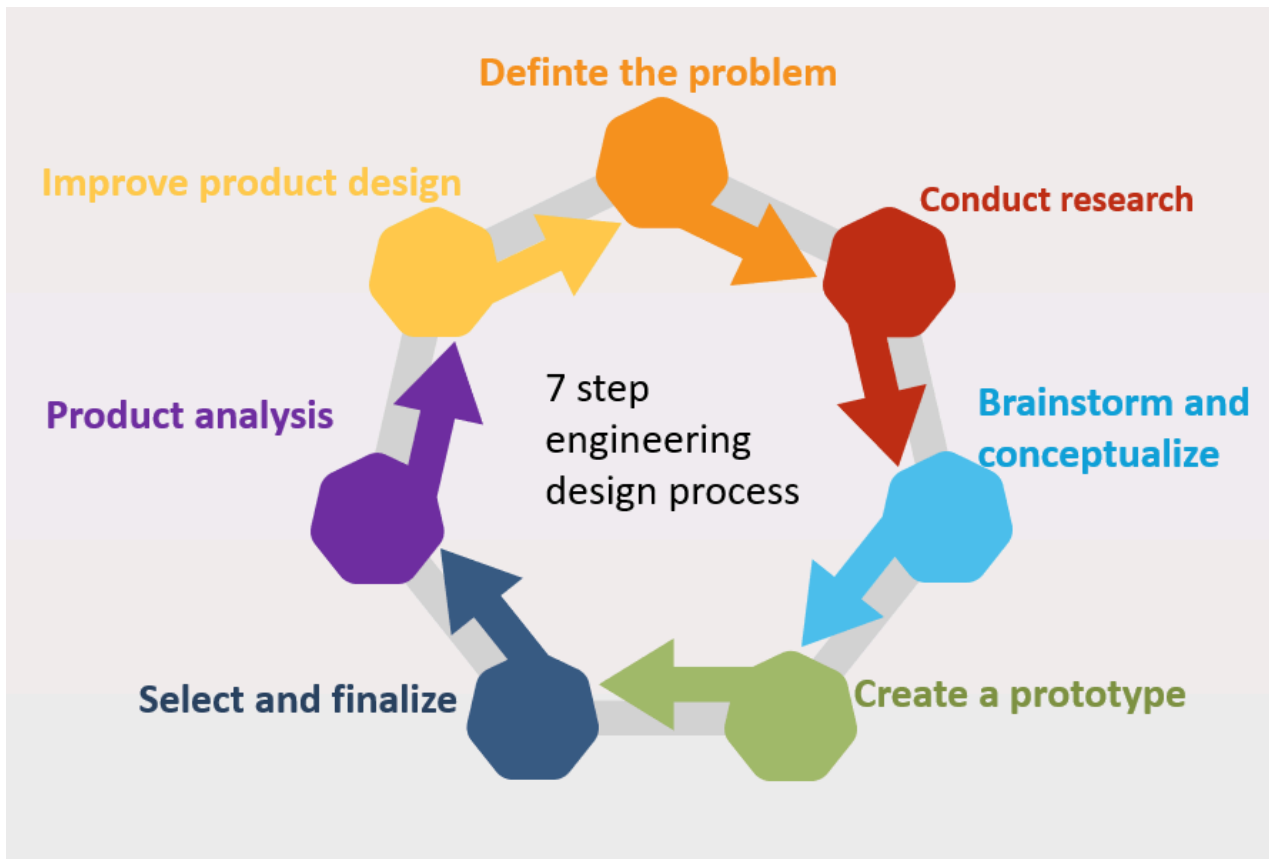 Definte the problem
Improve product design
Conduct research
Brainstorm and
conceptualize
Product analysis
7 step
engineering
design process
Select and finalize
Create a prototype